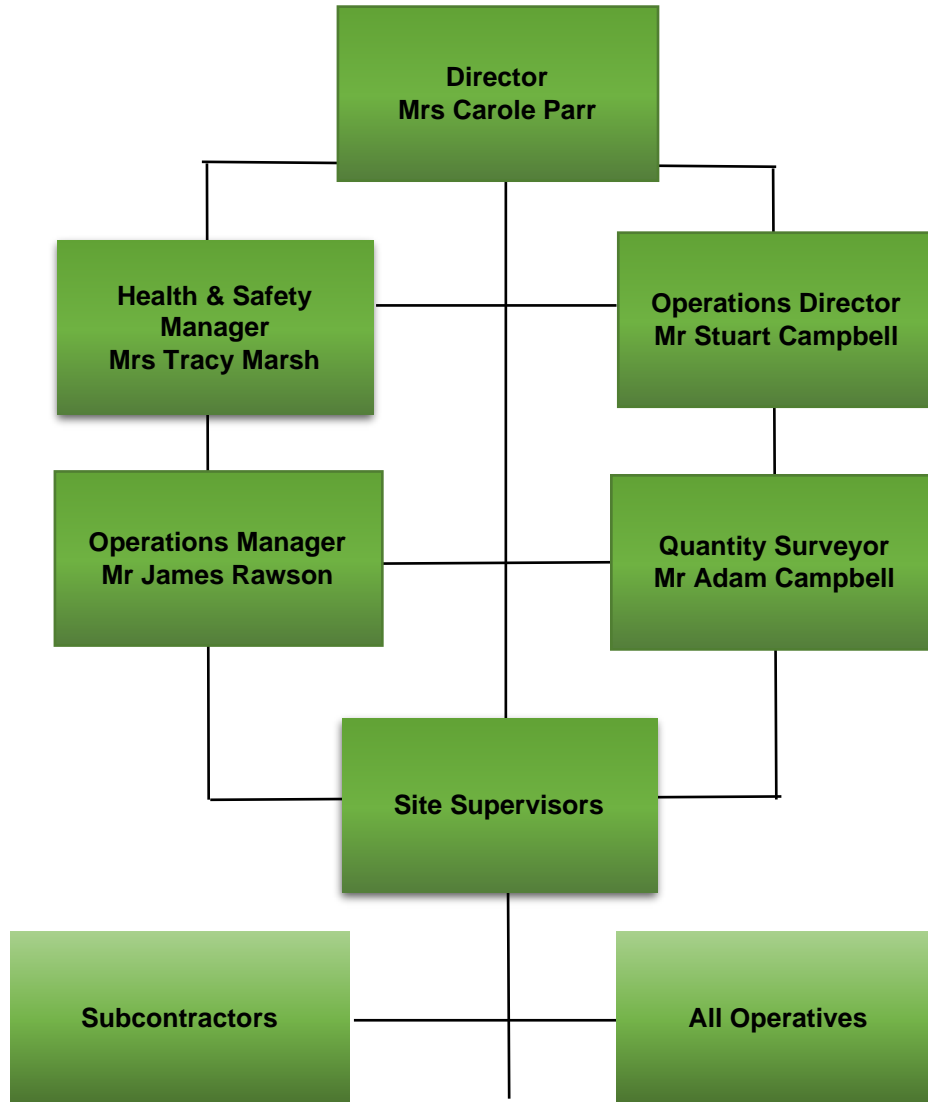 Director
Mrs Carole Parr
Health & Safety
Manager
Mrs Tracy Marsh
Operations Director
Mr Stuart Campbell
Operations Manager
Mr James Rawson
Quantity Surveyor
Mr Adam Campbell
Site Supervisors
Subcontractors
All Operatives